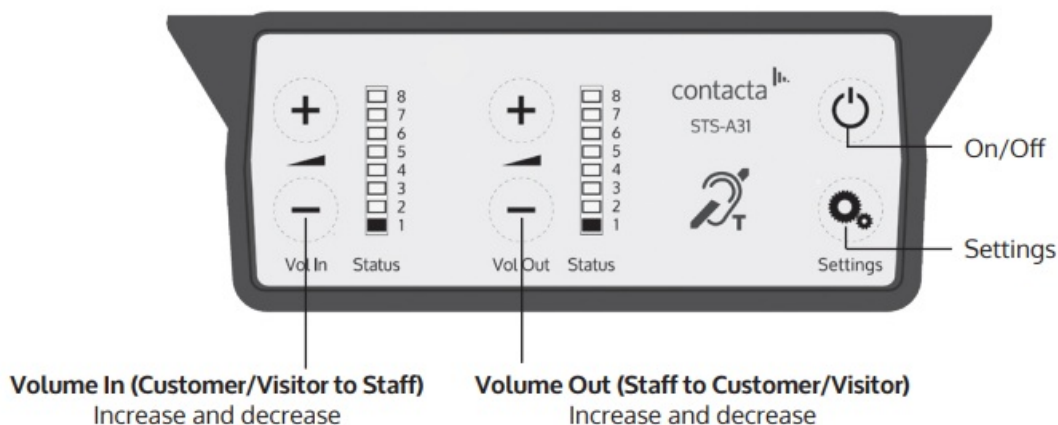 8
7
6
5
4
3
2
1
Vol In
Status
8
7
6
5
4
3
2
1
Vol Out
Status
contacta
STS-A31
T
Settings
On/Off
Settings
Volume In (Customer/Visitor to Staff)
Increase and decrease
Volume Out (Staff to Customer/Visitor)
Increase and decrease